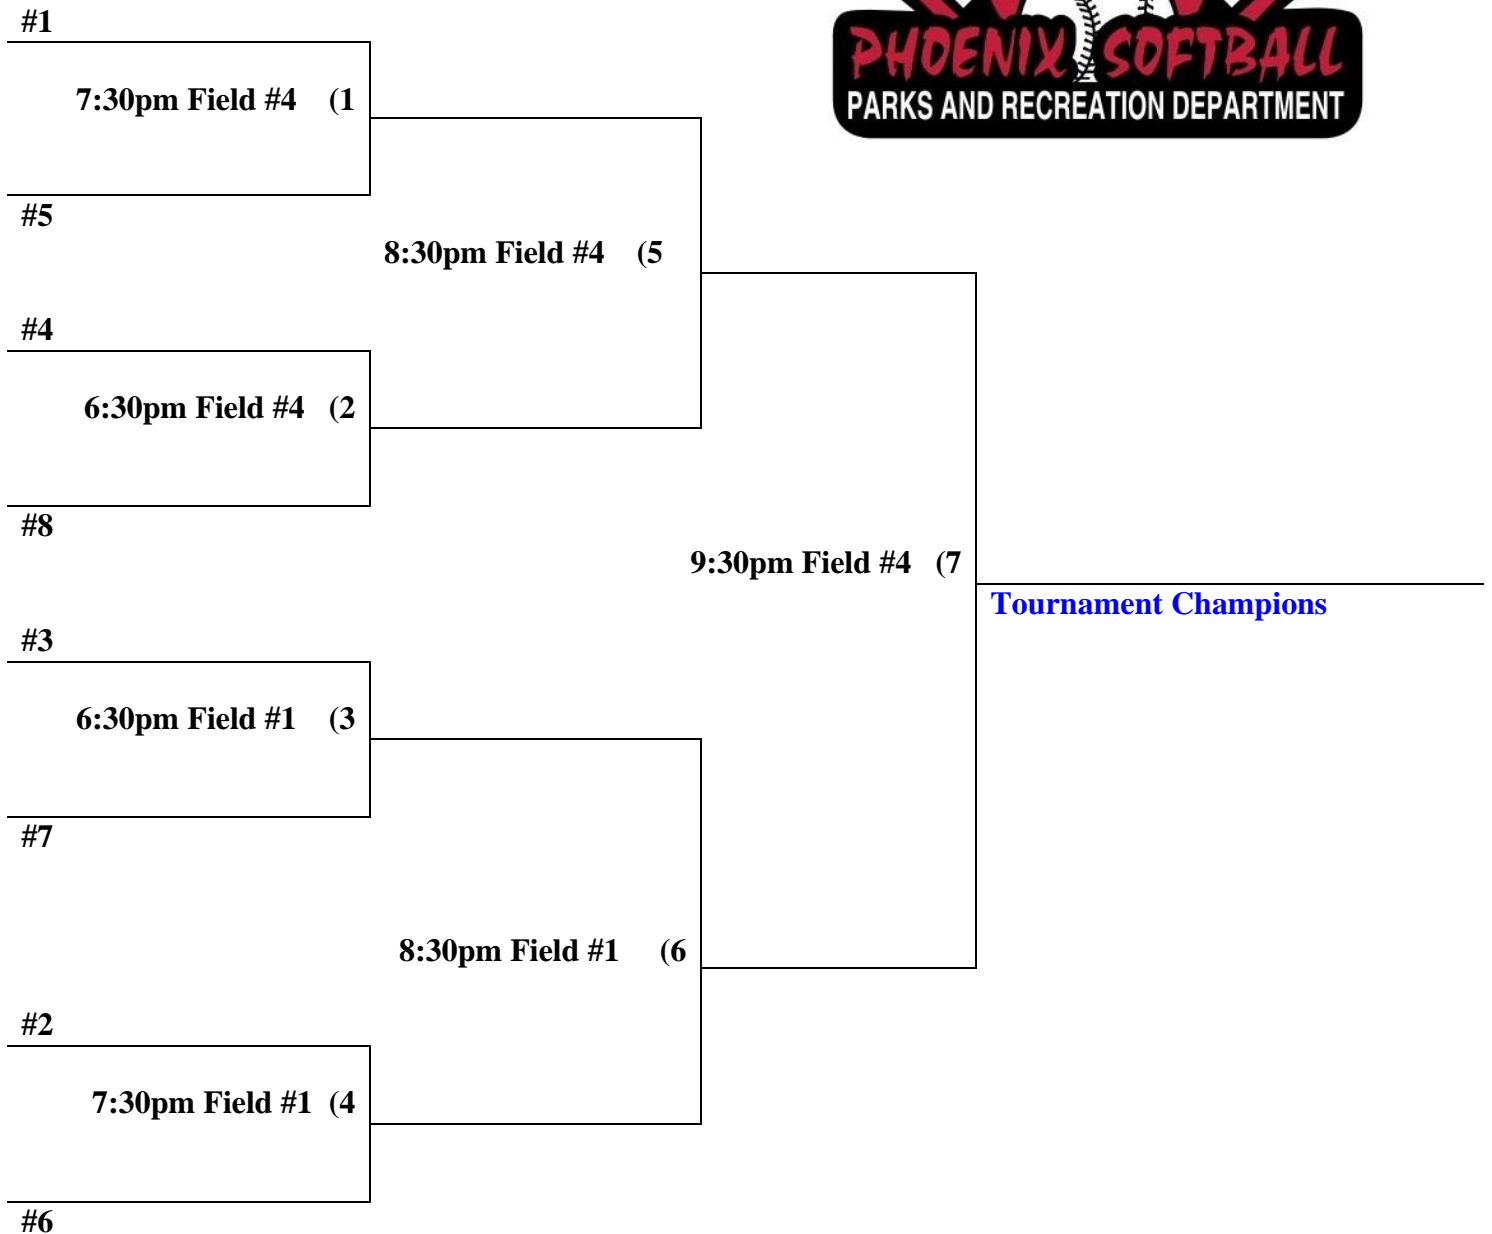 #1
PHOENIX SOFTBALL
PARKS AND RECREATION DEPARTMENT
7:30pm Field #4 (1
#5
8:30pm Field #4 (5
#4
6:30pm Field #4 (2
#8
9:30pm Field #4 (7
Tournament Champions
#3
6:30pm Field #1 (3
#7
8:30pm Field #1 (6
#2
7:30pm Field #1 (4
#6